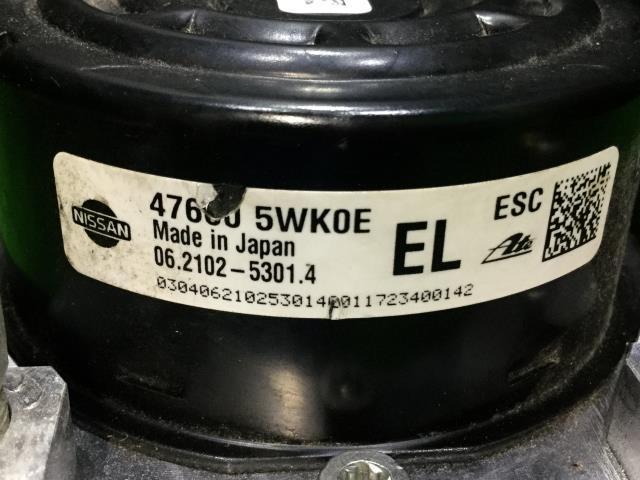 NISSAN
5WK0E
Made in Japan
06.2102-5301.4
EL
ESC
Ate